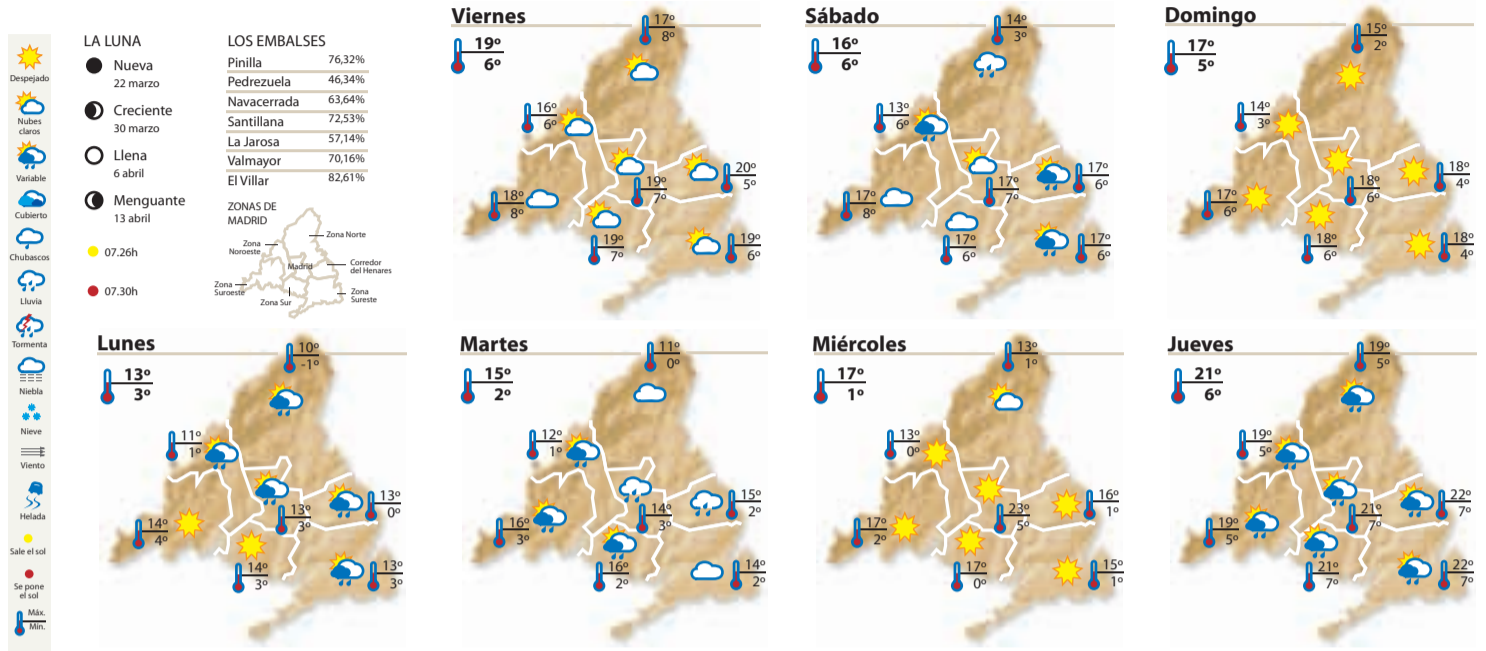 Despejado
Nubes
claros
Variable
Cubierto
Chubascos
Lluvia
Tormenta
Niebla
Nieve
Viento
Helada
Sale el sol
Se pone
el sol
Máx.
Mín.
LA LUNA
Nueva
22 marzo
Creciente
30 marzo
Llena
6 abril
Menguante
13 abril
07.26h
07.30h
LOS EMBALSES
Pinilla 76,32%
Pedrezuela 46,34%
Navacerrada 63,64%
Santillana 72,53%
La Jarosa 57,14%
Valmayor 70,16%
El Villar 82,61%
ZONAS DE
MADRID
Zona Norte
Zona
Noroeste
Madrid
Corredor
del Henares
Zona
Suroeste
Zona Sur
Zona
Sureste
Viernes
19º
6º
17º
8º
16º
6º
20º
5º
19º
7º
18º
8º
19º
7º
19º
6º
Sábado
16º
6º
14º
3º
13º
6º
17º
6º
17º
7º
17º
8º
17º
6º
17º
6º
Domingo
17º
5º
15º
2º
14º
3º
18º
4º
18º
6º
17º
6º
18º
6º
18º
4º
Lunes
13º
3º
10º
-1º
11º
1º
13º
0º
13º
3º
14º
4º
14º
3º
13º
3º
Martes
15º
2º
11º
0º
12º
1º
15º
2º
14º
3º
16º
3º
16º
2º
14º
2º
Miércoles
17º
1º
13º
1º
13º
0º
16º
1º
23º
5º
17º
2º
17º
0º
15º
1º
Jueves
21º
6º
19º
5º
19º
5º
22º
7º
21º
7º
19º
5º
21º
7º
22º
7º